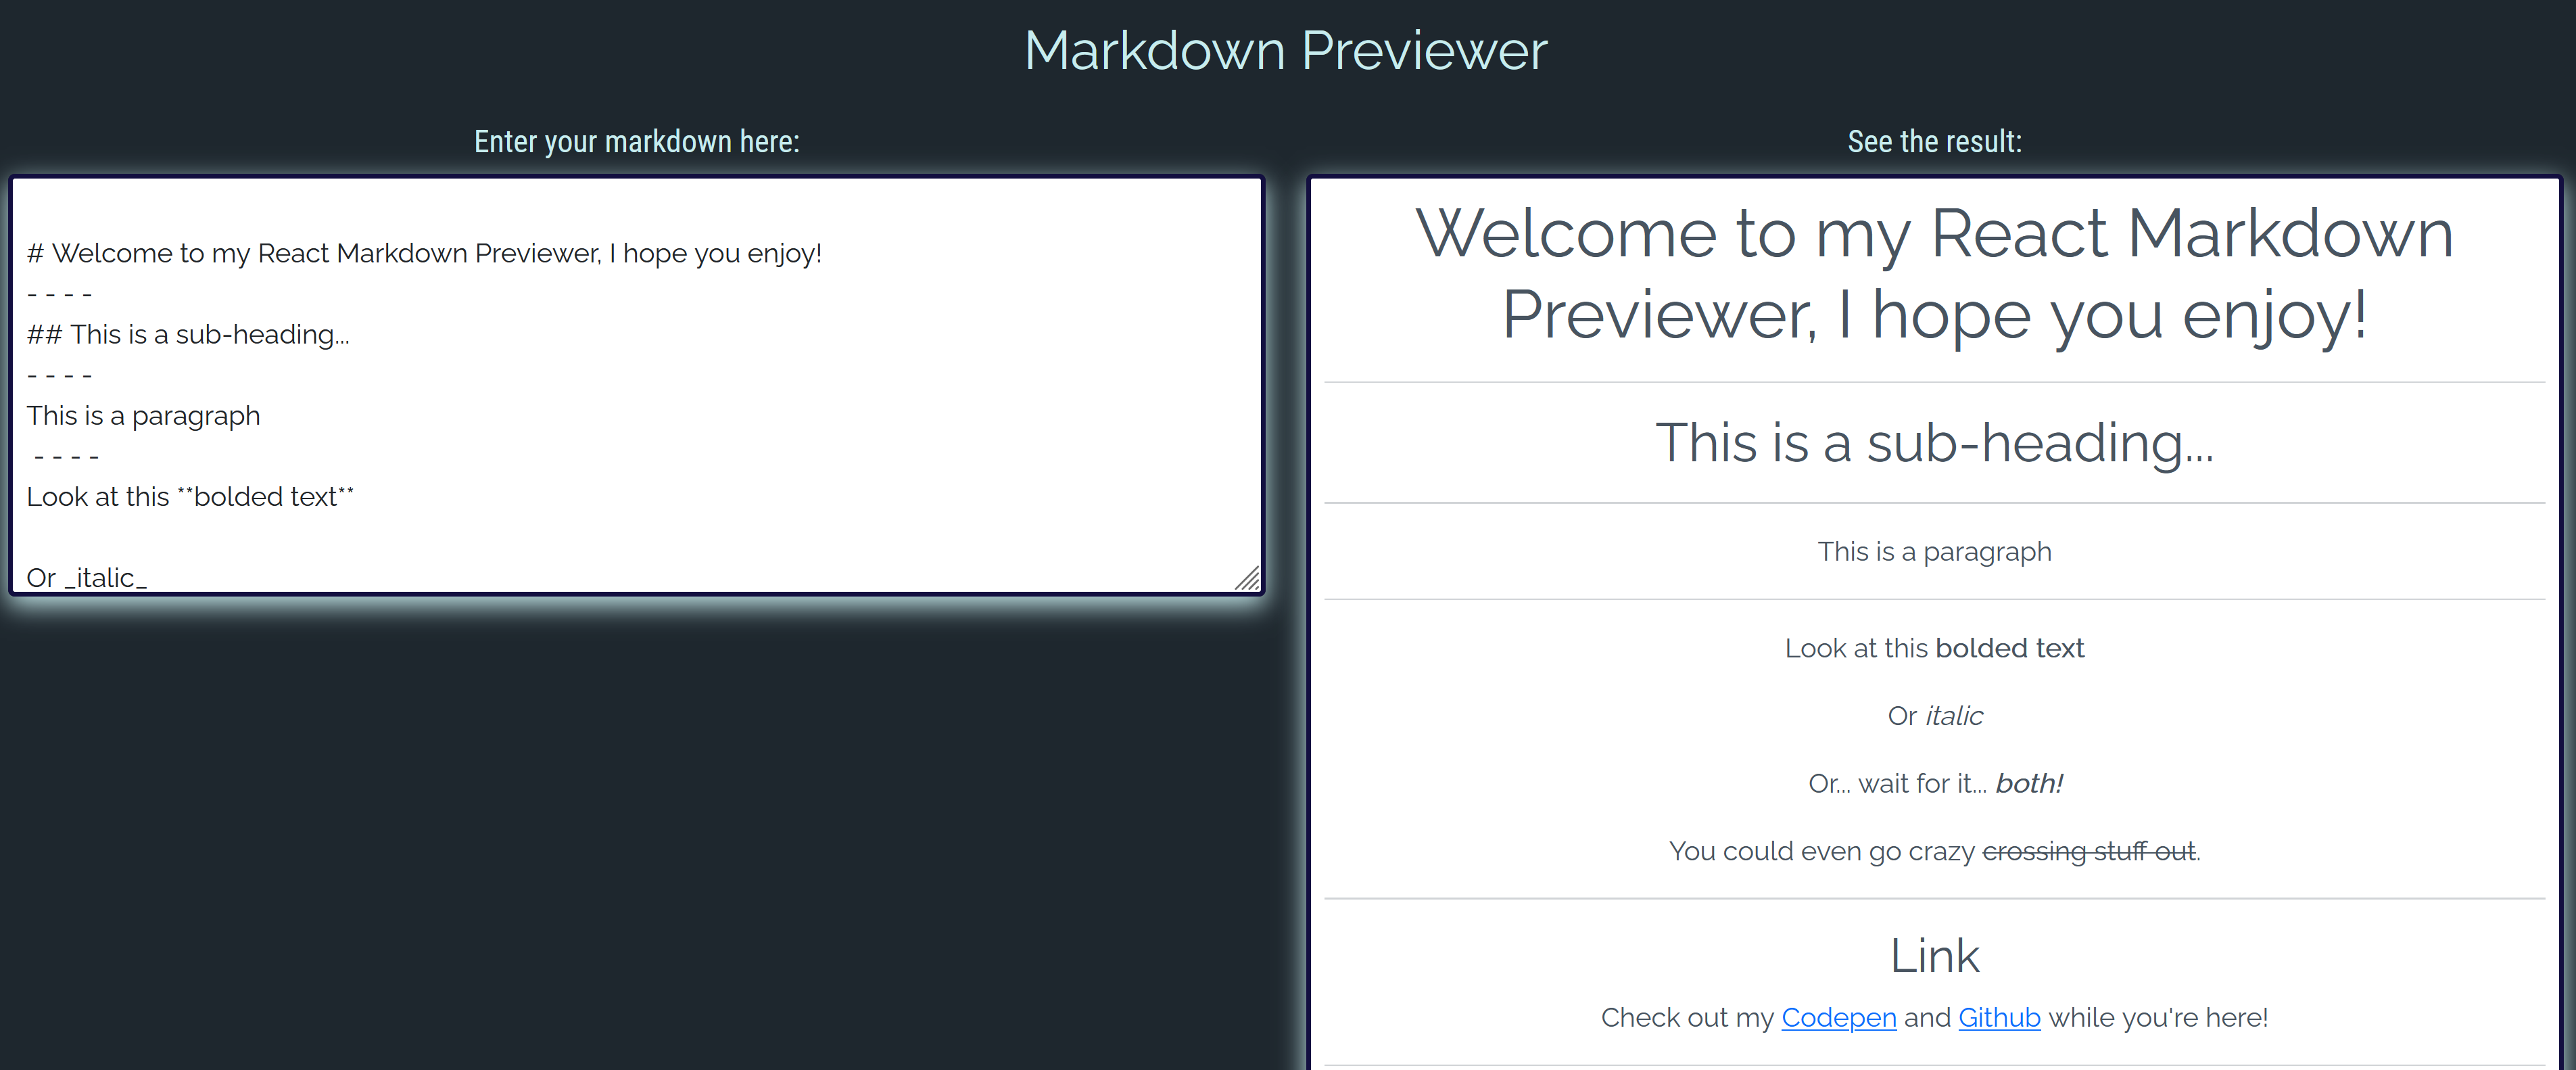 Markdown Previewer
Enter your markdown here:
# Welcome to my React Markdown Previewer, I hope you enjoy!
- - - -
## This is a sub-heading...
- - - -
This is a paragraph
- - - -
Look at this **bolded text**
Or _italic_
See the result:
Welcome to my React Markdown
Previewer, I hope you enjoy!
This is a sub-heading...
This is a paragraph
Look at this bolded text
Or italic
Or... wait for it... both!
You could even go crazy crossing stuff out.
Link
Check out my Codepen and Github while you're here!